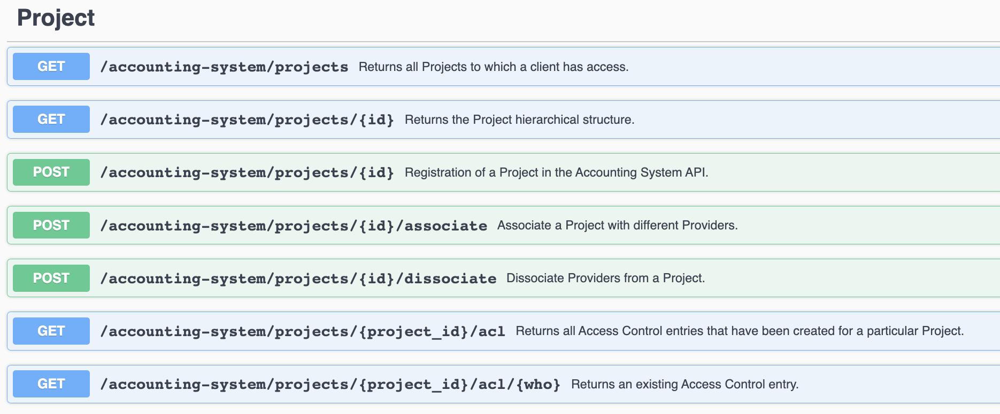 Project
GET /accounting-system/projects Returns all Projects to which a client has access.
GET /accounting-system/projects/{id} Returns the Project hierarchical structure.
POST /accounting-system/projects/{id} Registration of a Project in the Accounting System API.
POST /accounting-system/projects/{id}/associate Associate a Project with different Providers.
POST /accounting-system/projects/{id}/dissociate Dissociate Providers from a Project.
GET /accounting-system/projects/{project_id}/acl Returns all Access Control entries that have been created for a particular Project.
GET /accounting-system/projects/{project_id}/acl/{who} Returns an existing Access Control entry.